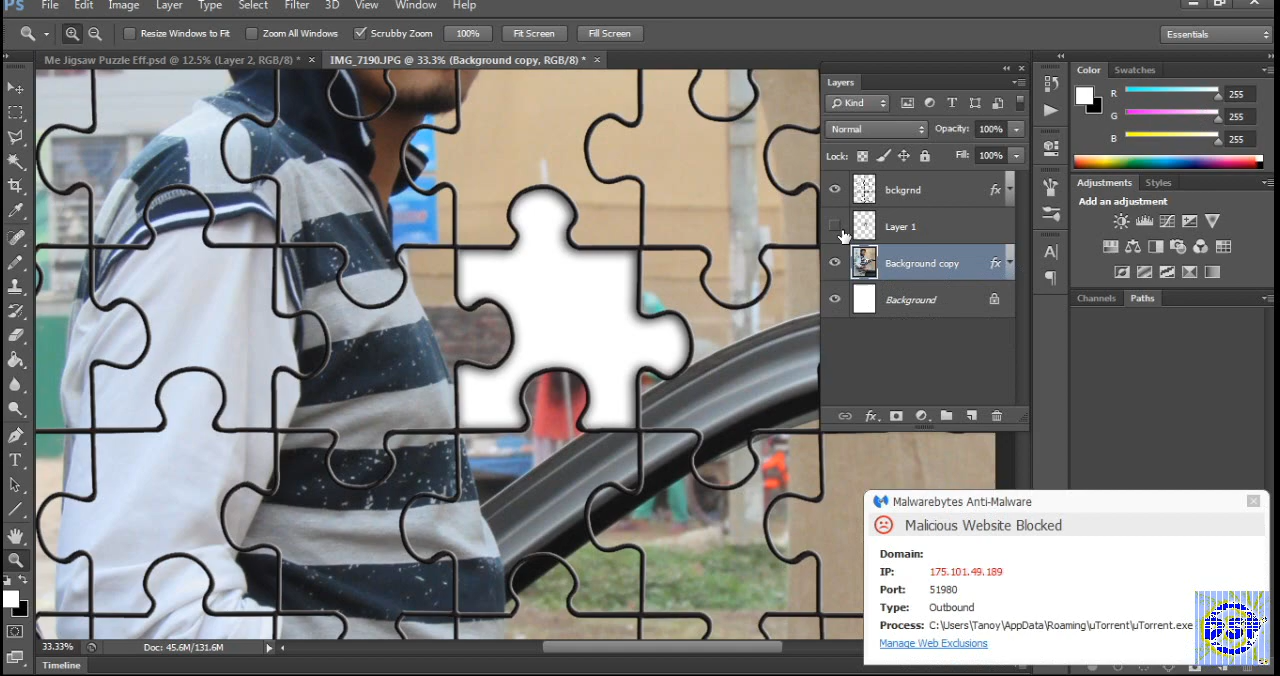 Ps File Edit Image Layer Type Select Filter 3D View Window Help
Resize Windows to Fit Zoom All Windows Scrubby Zoom 100% Fit Screen Fill Screen Essentials
Me Jigsaw Puzzle Eff.psd @ 12.5% (Layer 2, RGB/8) * × IMG_7190.JPG @ 33.3% (Background copy, RGB/8) * ×
Layers
Kind
Normal Opacity: 100%
Lock: Fill: 100%
bckgrnd fx
Layer 1
Background copy fx
Background
fx
Color Swatches
R 255
G 255
B 255
Adjustments Styles
Add an adjustment
Channels Paths
Malwarebytes Anti-Malware
Malicious Website Blocked
Domain:
IP: 175.101.49.189
Port: 51980
Type: Outbound
Process: C:\Users\Tanoy\AppData\Roaming\uTorrent\uTorrent.exe
Manage Web Exclusions
33.33% Doc: 45.6M/131.6M
Timeline